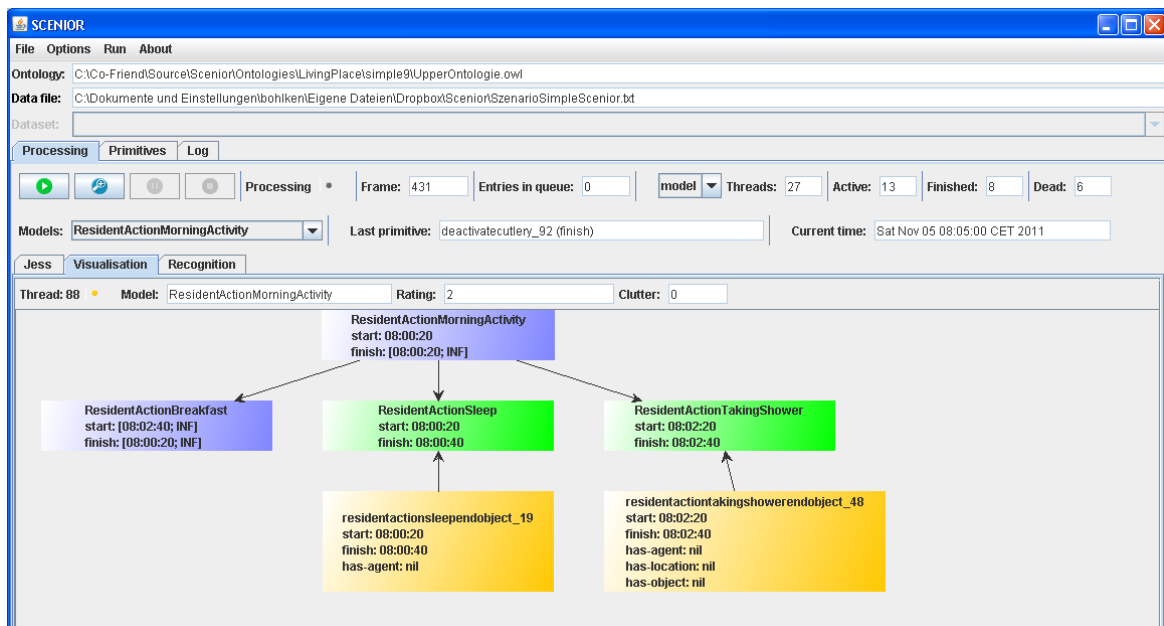 SCENIOR
File Options Run About
Ontology: C:\Co-Friend\Source\Scenior\Ontologies\LivingPlace\simple9\UpperOntologie.owl
Data file: C:\Dokumente und Einstellungen\bohlken\Eigene Dateien\Dropbox\Scenior\SzenarioSimpleScenior.txt
Dataset:
Processing Primitives Log
Processing Frame: 431 Entries in queue: 0 model Threads: 27 Active: 13 Finished: 8 Dead: 6
Models: ResidentActionMorningActivity Last primitive: deactivatecutlery_92 (finish) Current time: Sat Nov 05 08:05:00 CET 2011
Jess Visualisation Recognition
Thread: 88 Model: ResidentActionMorningActivity Rating: 2 Clutter: 0
ResidentActionMorningActivity
start: 08:00:20
finish: [08:00:20; INF]
ResidentActionBreakfast
start: [08:02:40; INF]
finish: [08:00:20; INF]
ResidentActionSleep
start: 08:00:20
finish: 08:00:40
ResidentActionTakingShower
start: 08:02:20
finish: 08:02:40
residentactionsleependobject_19
start: 08:00:20
finish: 08:00:40
has-agent: nil
residentactiontakingshowerendobject_48
start: 08:02:20
finish: 08:02:40
has-agent: nil
has-location: nil
has-object: nil